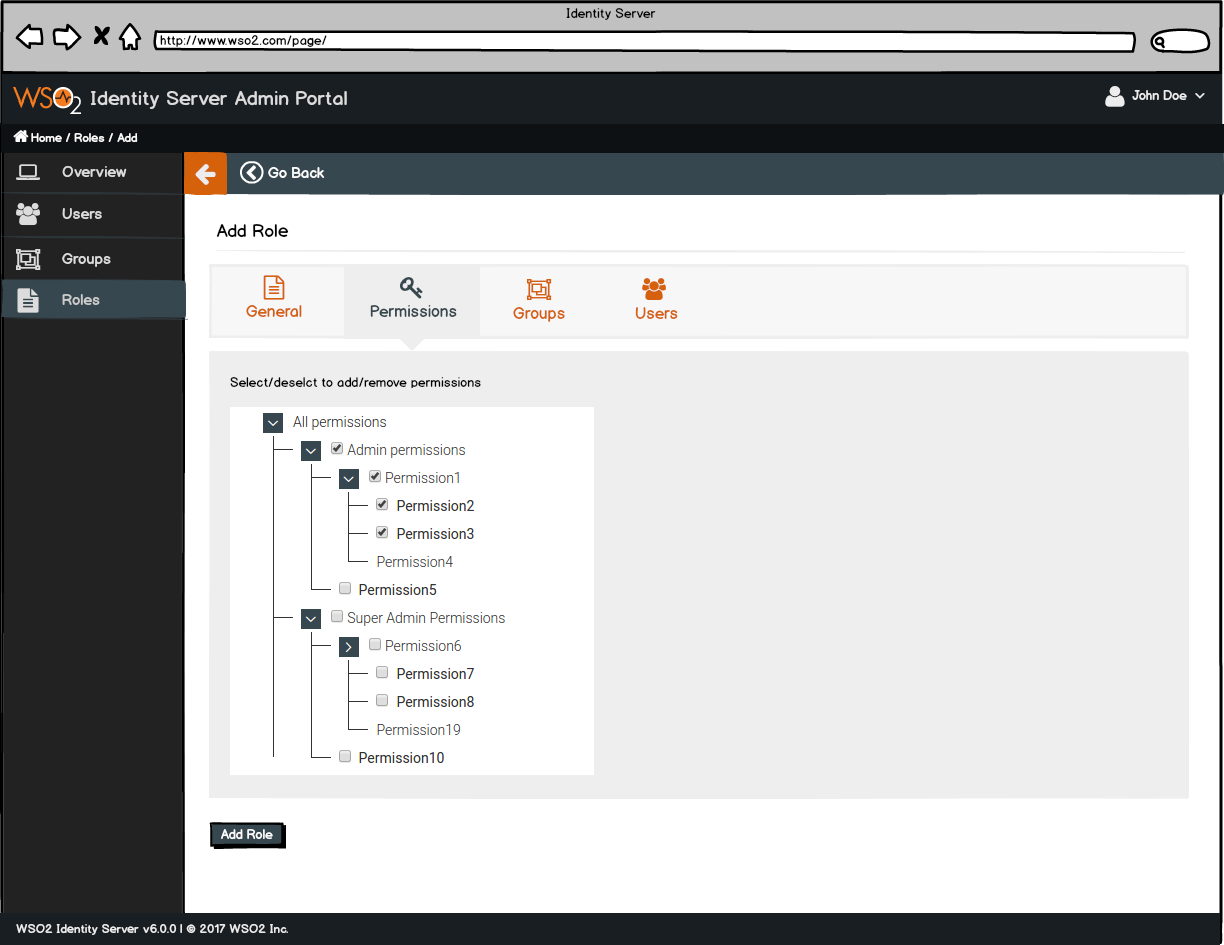 Identity Server
http://www.wso2.com/page/
WSO2 Identity Server Admin Portal
John Doe
Home / Roles / Add
Overview
Users
Groups
Roles
Go Back
Add Role
General
Permissions
Groups
Users
Select/deselct to add/remove permissions
All permissions
Admin permissions
Permission1
Permission2
Permission3
Permission4
Permission5
Super Admin Permissions
Permission6
Permission7
Permission8
Permission19
Permission10
Add Role
WSO2 Identity Server v6.0.0 | © 2017 WSO2 Inc.